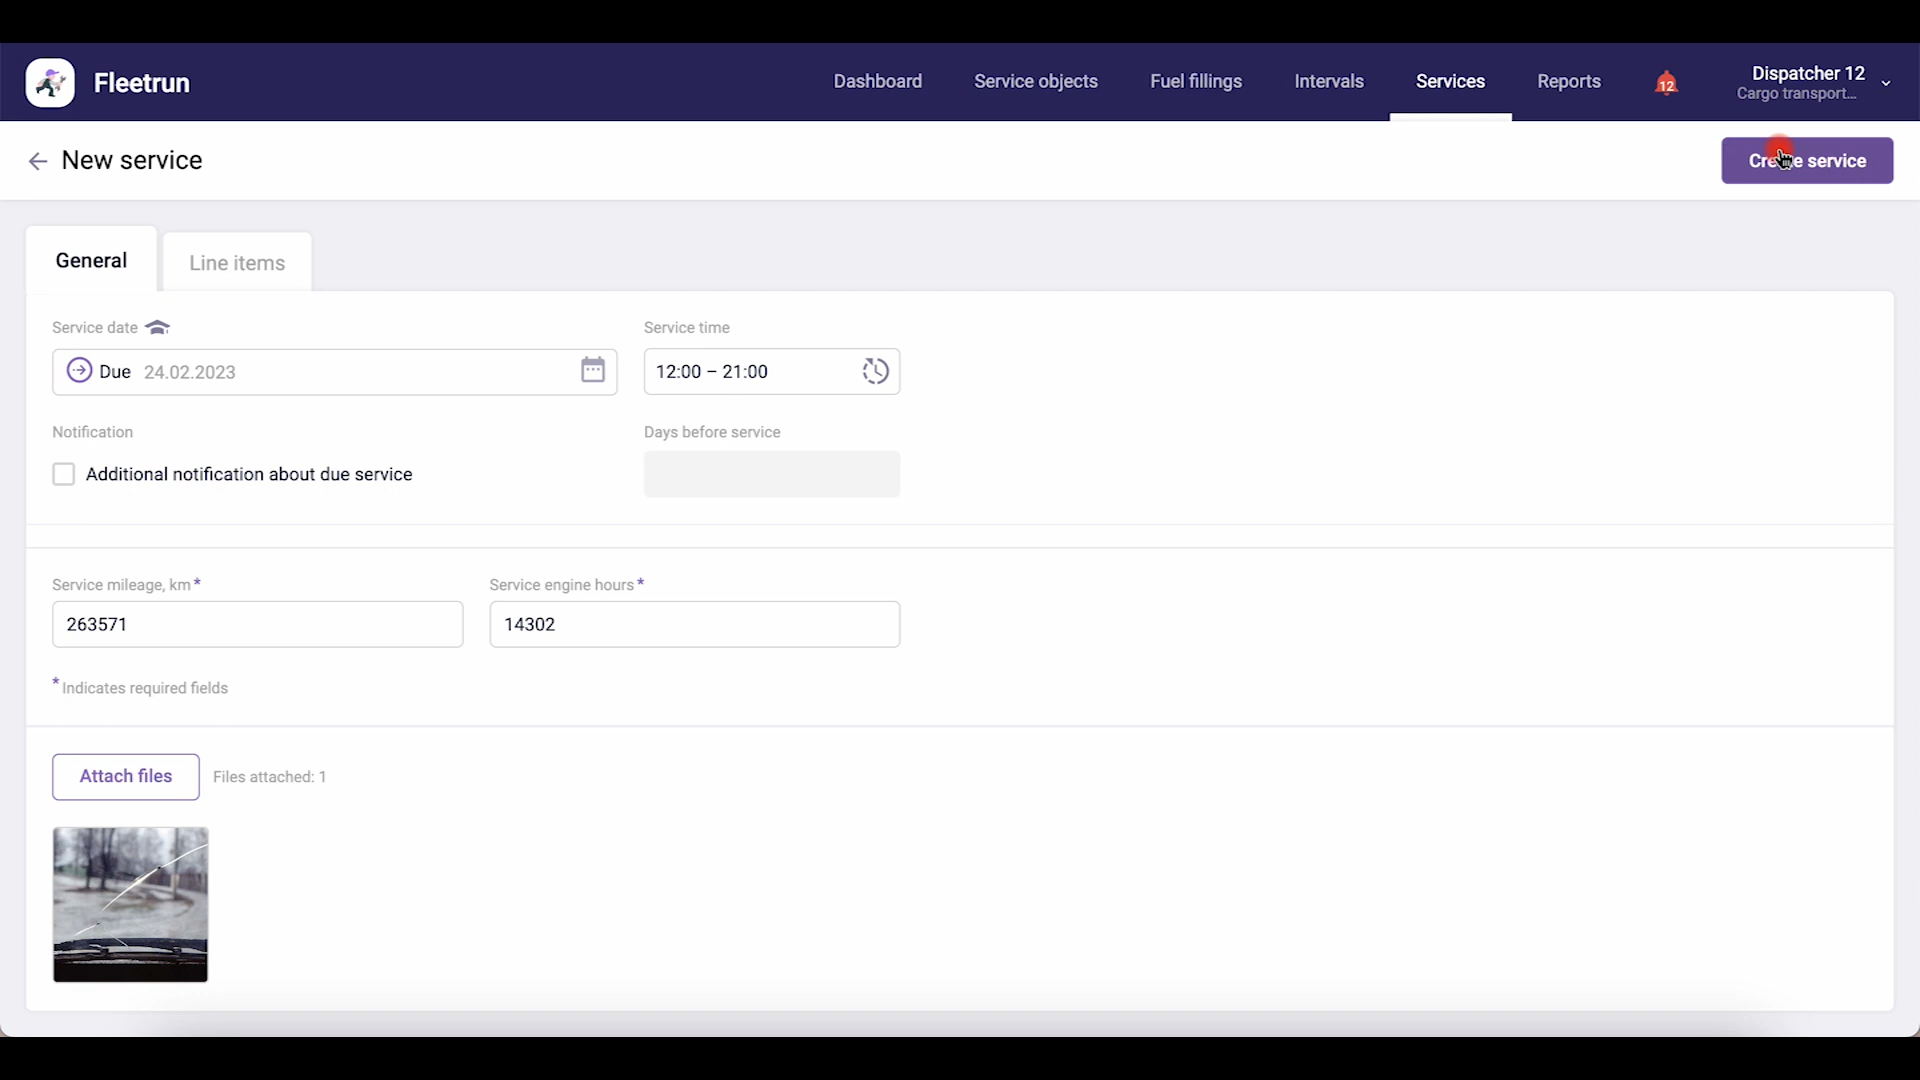 Fleetrun
Dashboard
Service objects
Fuel fillings
Intervals
Services
Reports
12
Dispatcher 12
Cargo transport...
New service
service
General
Line items
Service date
Service time
Due 24.02.2023
12:00 – 21:00
Notification
Days before service
Additional notification about due service
Service mileage, km *
Service engine hours *
263571
14302
* Indicates required fields
Attach files
Files attached: 1